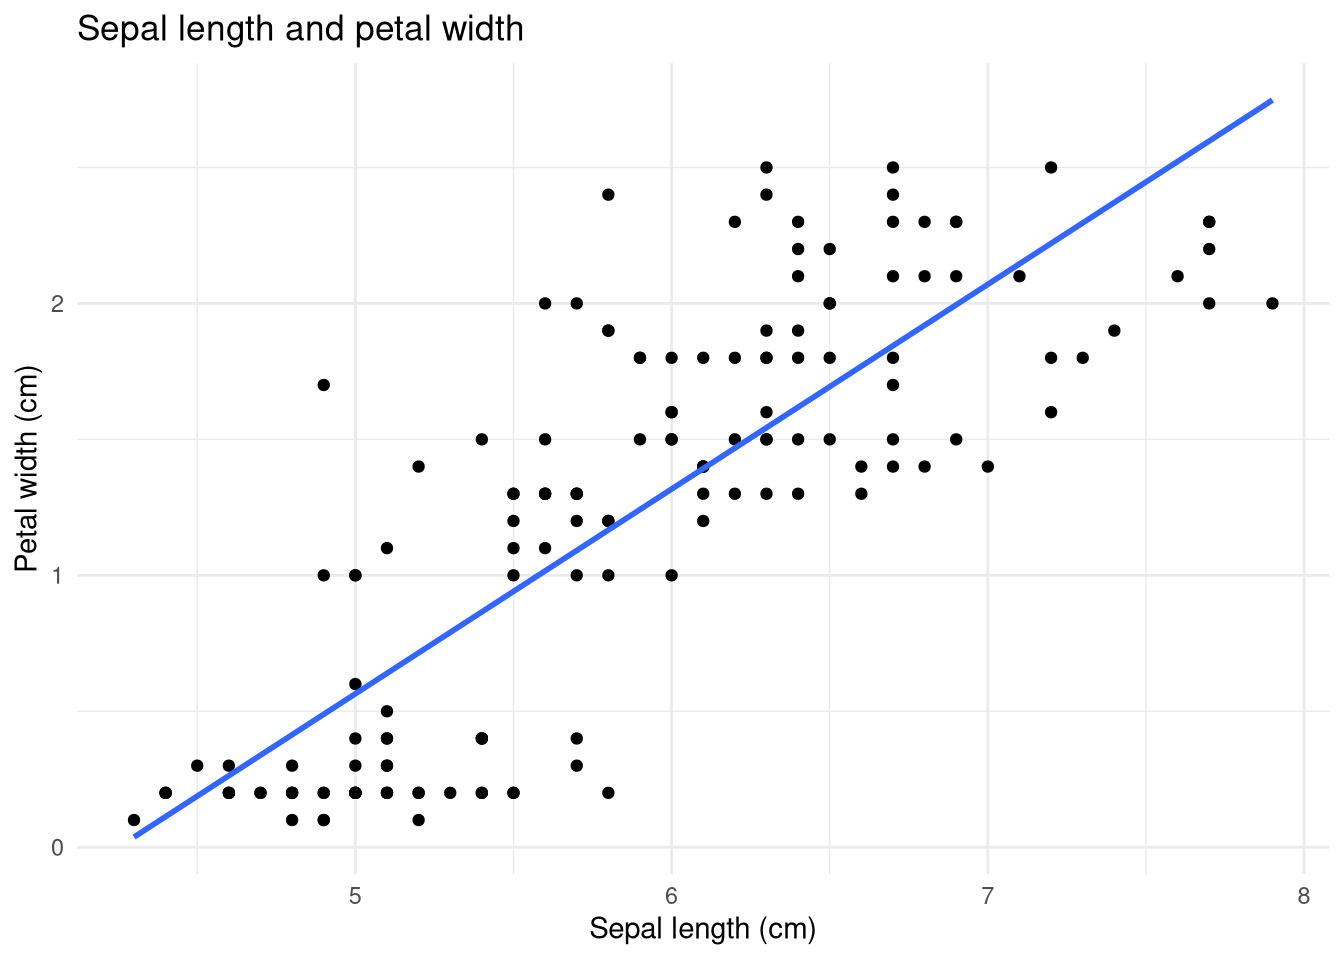 Sepal length and petal width
Petal width (cm)
2
1
0
5 6 7 8
Sepal length (cm)